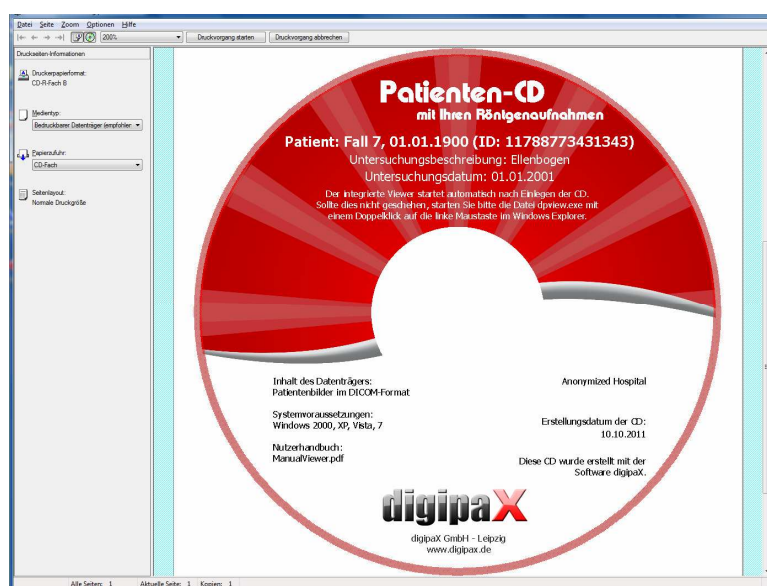 Datei Seite Zoom Optionen Hilfe
200% Druckvorgang starten Druckvorgang abbrechen
Druckseiten-Informationen
Druckerpapierformat:
CD-R-Fach B
Medientyp:
Bedruckbarer Datenträger (empfohlen
Papierzufuhr:
CD-Fach
Seitenlayout:
Normale Druckgröße
Patienten-CD
mit Ihren Röntgenaufnahmen
Patient: Fall 7, 01.01.1900 (ID: 11788773431343)
Untersuchungsbeschreibung: Ellenbogen
Untersuchungsdatum: 01.01.2001
Der integrierte Viewer startet automatisch nach Einlegen der CD.
Sollte dies nicht geschehen, starten Sie bitte die Datei dpview.exe mit
einem Doppelklick auf die linke Maustaste im Windows Explorer.
Inhalt des Datenträgers:
Patientenbilder im DICOM-Format
Systemvoraussetzungen:
Windows 2000, XP, Vista, 7
Nutzerhandbuch:
ManualViewer.pdf
Anonymized Hospital
Erstellungsdatum der CD:
10.10.2011
Diese CD wurde erstellt mit der
Software digipaX.
digipaX
digipaX GmbH - Leipzig
www.digipax.de
Alle Seiten: 1 Aktuelle Seite: 1 Kopien: 1